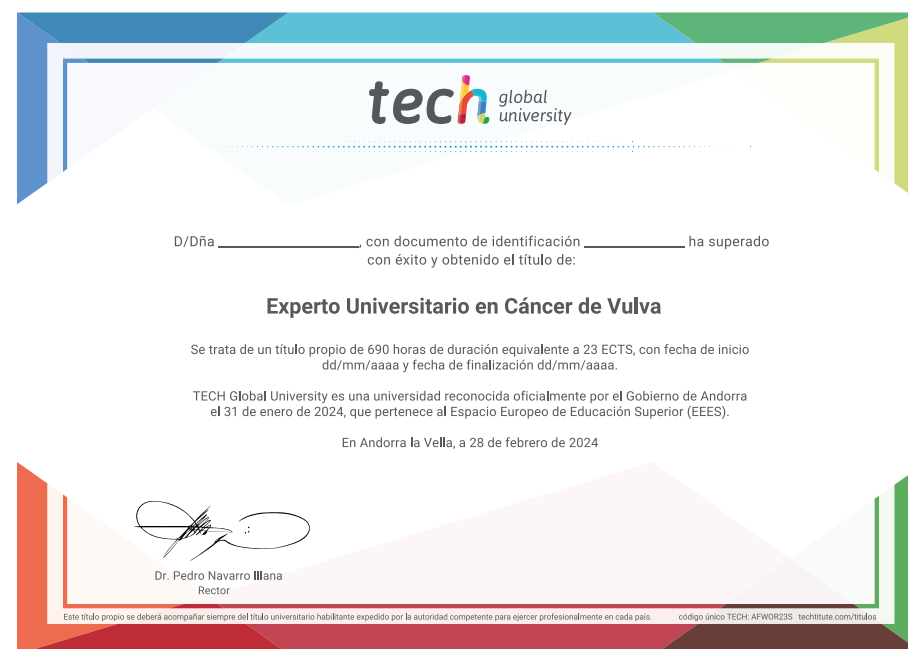 tech global university
D/Dña ________________, con documento de identificación ____________ ha superado
con éxito y obtenido el título de:
Experto Universitario en Cáncer de Vulva
Se trata de un título propio de 690 horas de duración equivalente a 23 ECTS, con fecha de inicio
dd/mm/aaaa y fecha de finalización dd/mm/aaaa.
TECH Global University es una universidad reconocida oficialmente por el Gobierno de Andorra
el 31 de enero de 2024, que pertenece al Espacio Europeo de Educación Superior (EEES).
En Andorra la Vella, a 28 de febrero de 2024
Dr. Pedro Navarro Illana
Rector
Este título propio se deberá acompañar siempre del título universitario habilitante expedido por la autoridad competente para ejercer profesionalmente en cada país. código único TECH: AFWOR23S techtitute.com/titulos